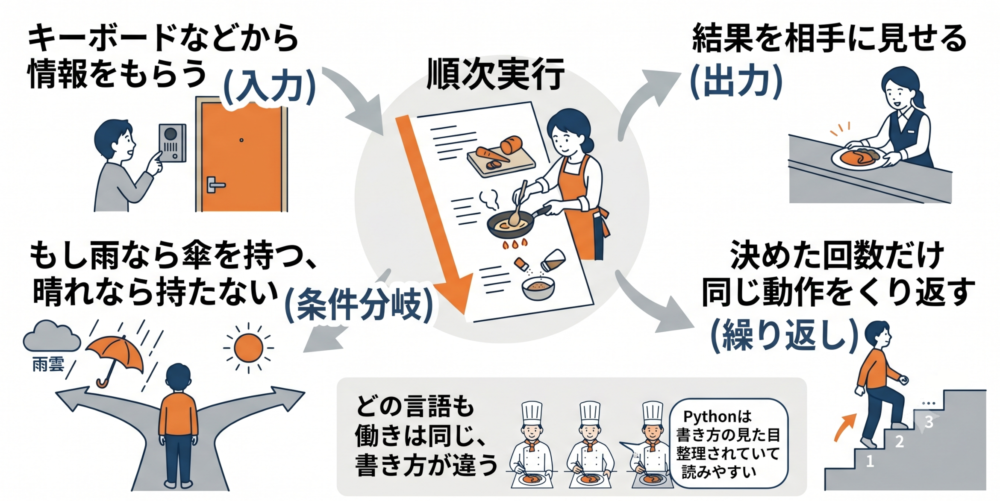 キーボードなどから
情報をもらう
(入力)
順次実行
結果を相手に見せる
(出力)
もし雨なら傘を持つ、
晴れなら持たない
(条件分岐)
雨雲
決めた回数だけ
同じ動作をくり返す
(繰り返し)
1
2
3
...
どの言語も
働きは同じ、
書き方が違う
Pythonは
書き方の見た目
整理されていて
読みやすい